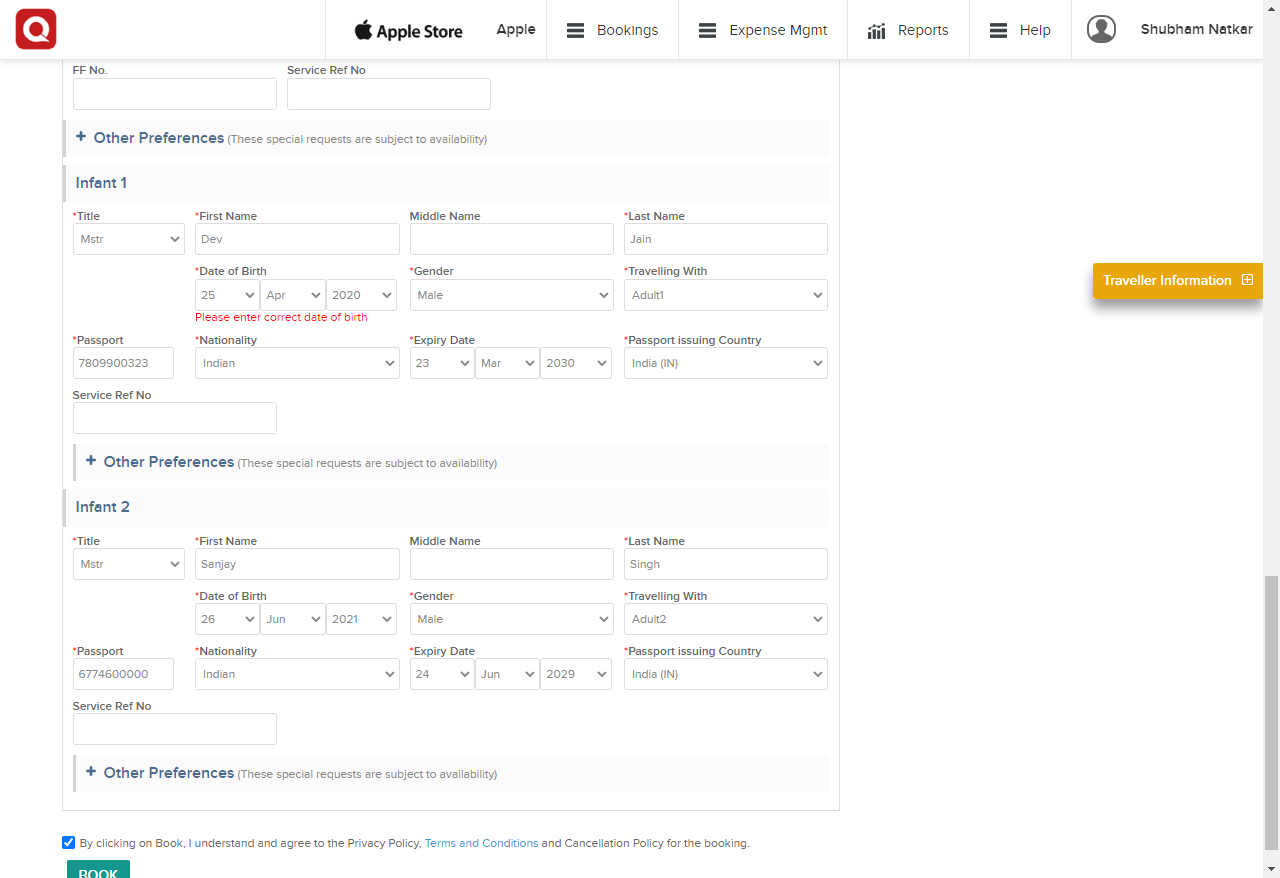 Q Apple Store Apple Bookings Expense Mgmt Reports Help Shubham Natkar
FF No. Service Ref No
+ Other Preferences (These special requests are subject to availability)
Infant 1
*Title *First Name Middle Name *Last Name
Mstr Dev Jain
*Date of Birth *Gender *Travelling With
25 Apr 2020 Male Adult1
Please enter correct date of birth
Traveller Information
*Passport *Nationality *Expiry Date *Passport issuing Country
7809900323 Indian 23 Mar 2030 India (IN)
Service Ref No
+ Other Preferences (These special requests are subject to availability)
Infant 2
*Title *First Name Middle Name *Last Name
Mstr Sanjay Singh
*Date of Birth *Gender *Travelling With
26 Jun 2021 Male Adult2
*Passport *Nationality *Expiry Date *Passport issuing Country
6774600000 Indian 24 Jun 2029 India (IN)
Service Ref No
+ Other Preferences (These special requests are subject to availability)
By clicking on Book, I understand and agree to the Privacy Policy, Terms and Conditions and Cancellation Policy for the booking.
BOOK